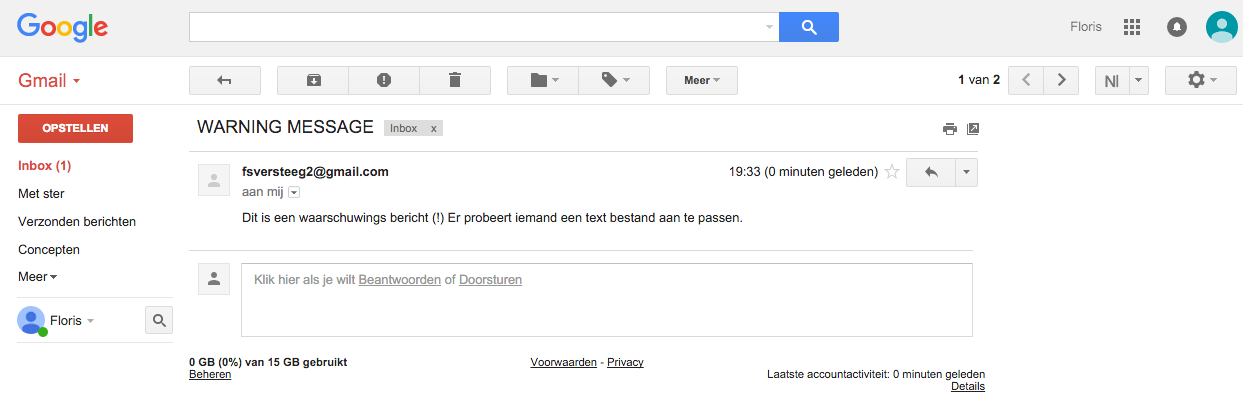 Google
Floris
Gmail
Meer
1 van 2
Nl
OPSTELLEN
WARNING MESSAGE Inbox x
Inbox (1)
Met ster
Verzonden berichten
Concepten
Meer
Floris
fsversteeg2@gmail.com 19:33 (0 minuten geleden)
aan mij
Dit is een waarschuwings bericht (!) Er probeert iemand een text bestand aan te passen.
Klik hier als je wilt Beantwoorden of Doorsturen
0 GB (0%) van 15 GB gebruikt
Beheren
Voorwaarden - Privacy
Laatste accountactiviteit: 0 minuten geleden
Details